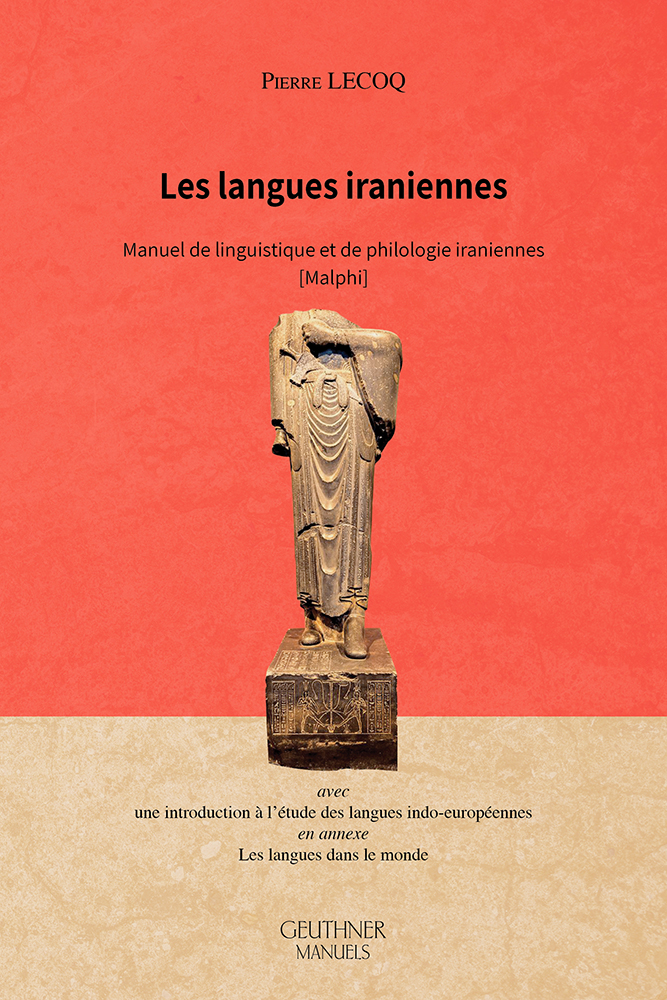 Pierre LECOQ
Les langues iraniennes
Manuel de linguistique et de philologie iraniennes
[Malphi]
avec
une introduction à l’étude des langues indo-européennes
en annexe
Les langues dans le monde
GEUTHNER
MANUELS